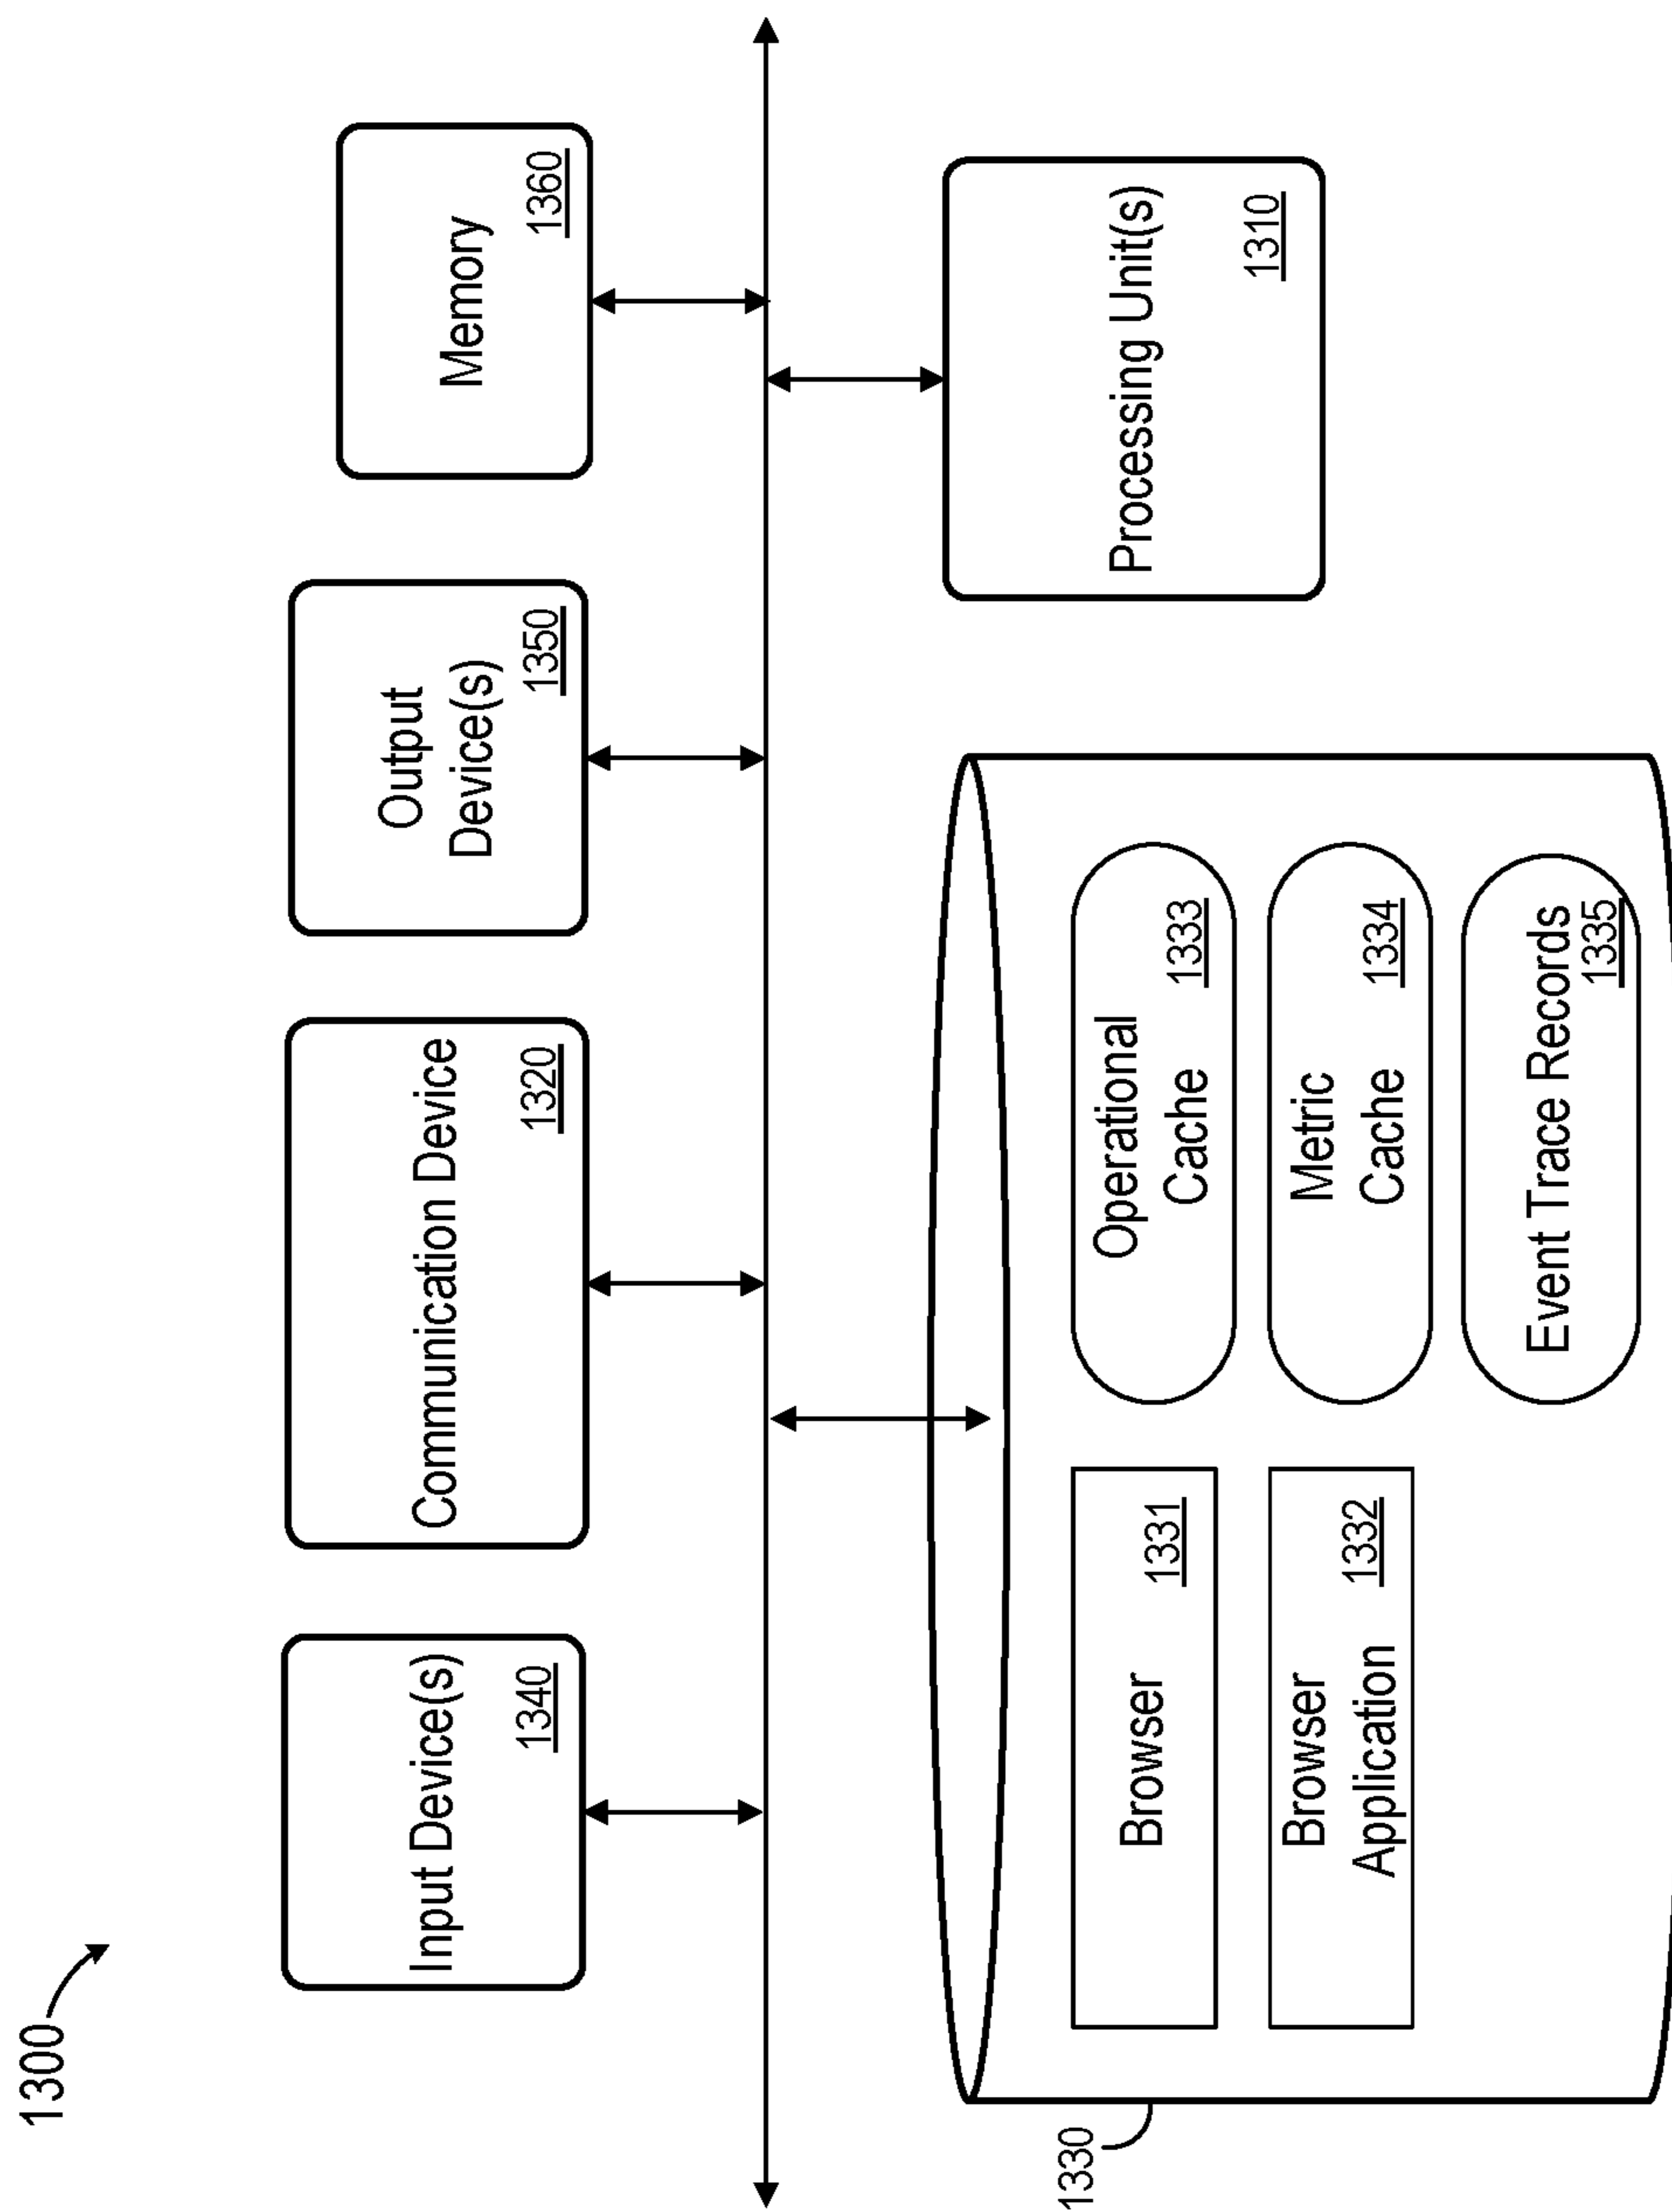 1300
Input Device(s)
1340
Communication Device
1320
Output
Device(s)
1350
Memory
1360
1330
Browser
1331
Browser
Application
1332
Operational
Cache
1333
Metric
Cache
1334
Event Trace Records
1335
Processing Unit(s)
1310